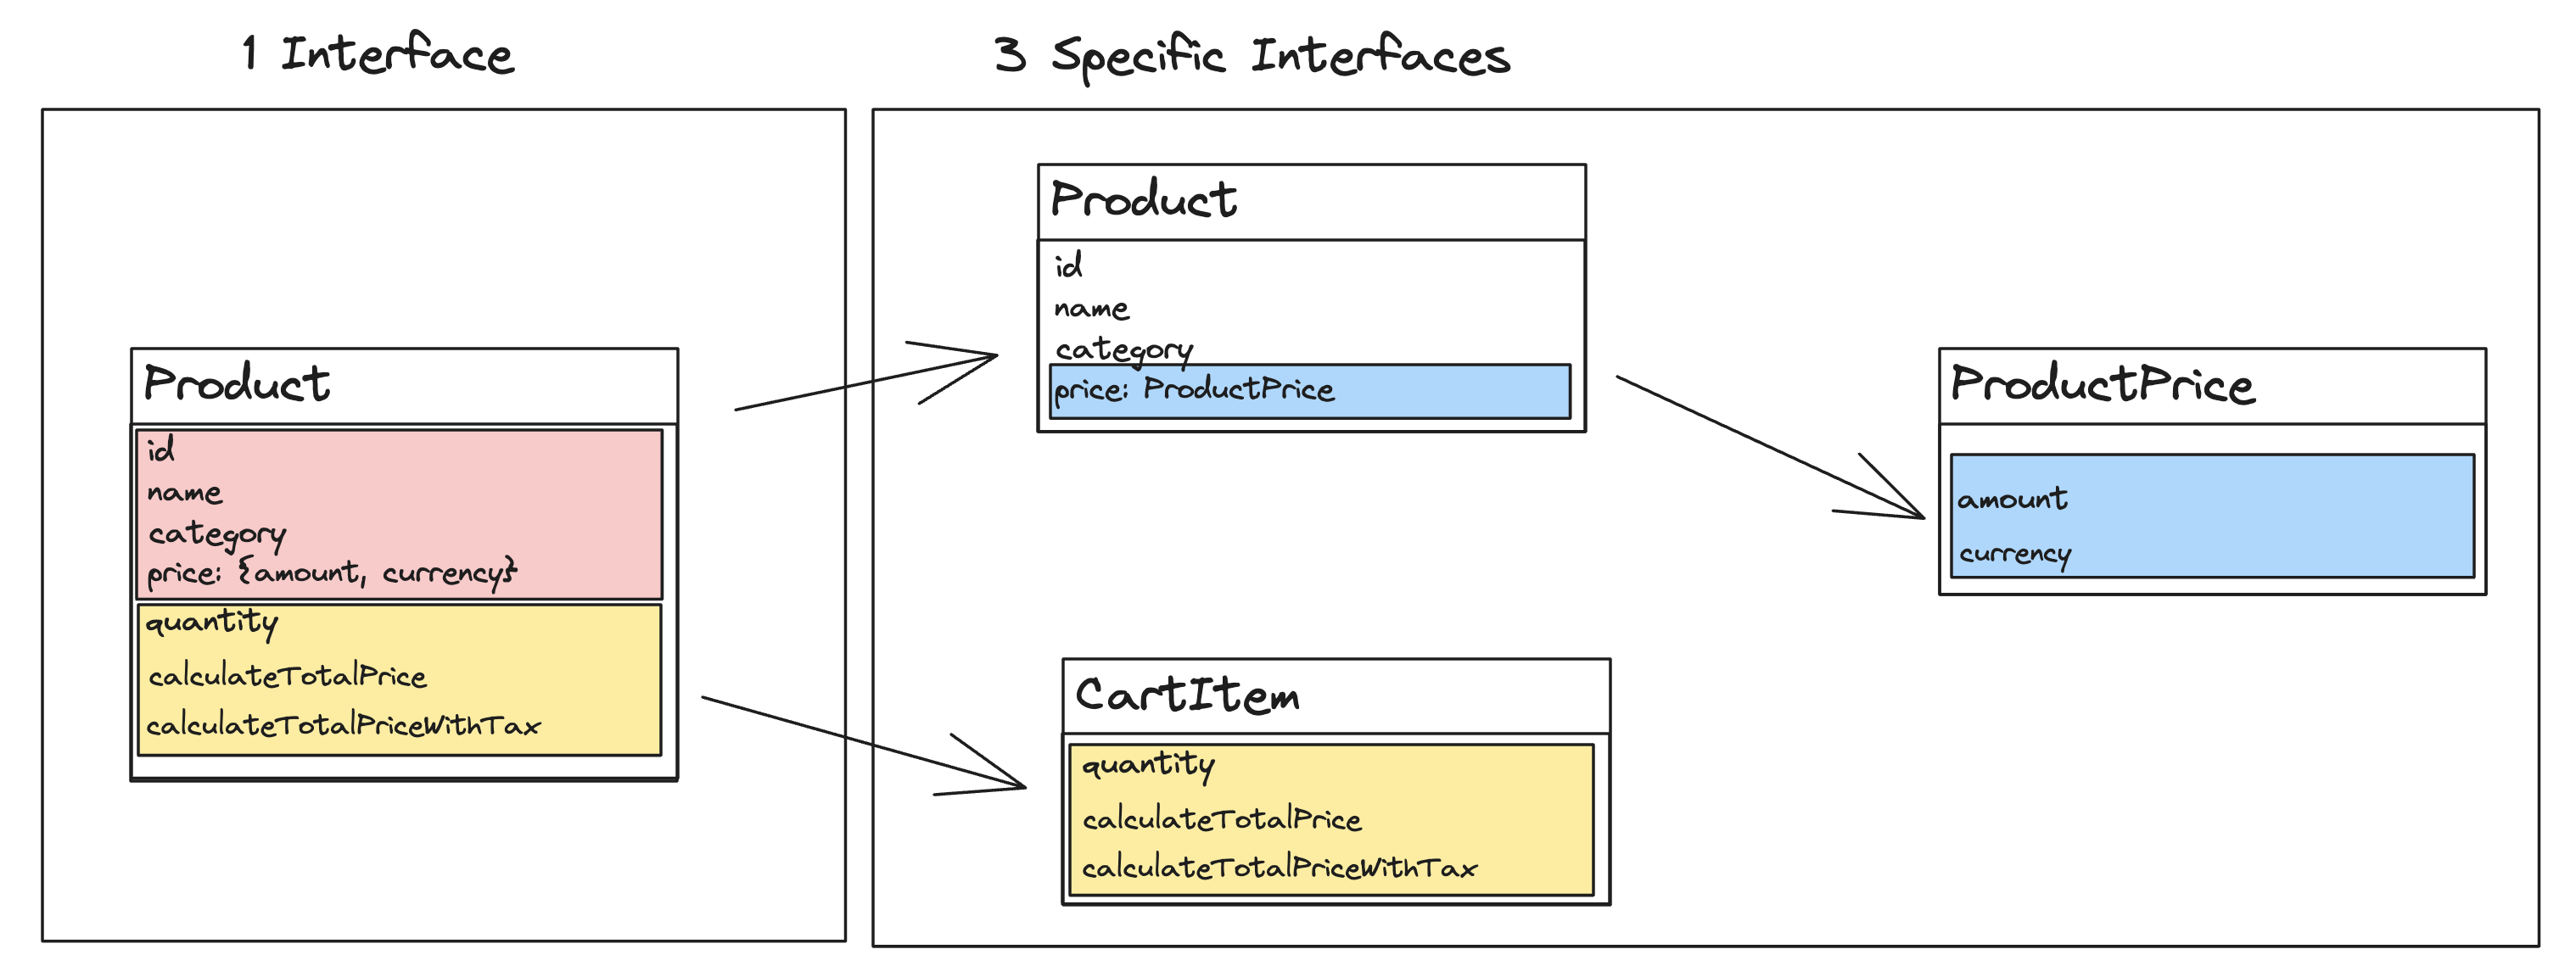 1 Interface
3 Specific Interfaces
Product
id
name
category
price: {amount, currency}
quantity
calculateTotalPrice
calculateTotalPriceWithTax
Product
id
name
category
price: ProductPrice
ProductPrice
amount
currency
CartItem
quantity
calculateTotalPrice
calculateTotalPriceWithTax